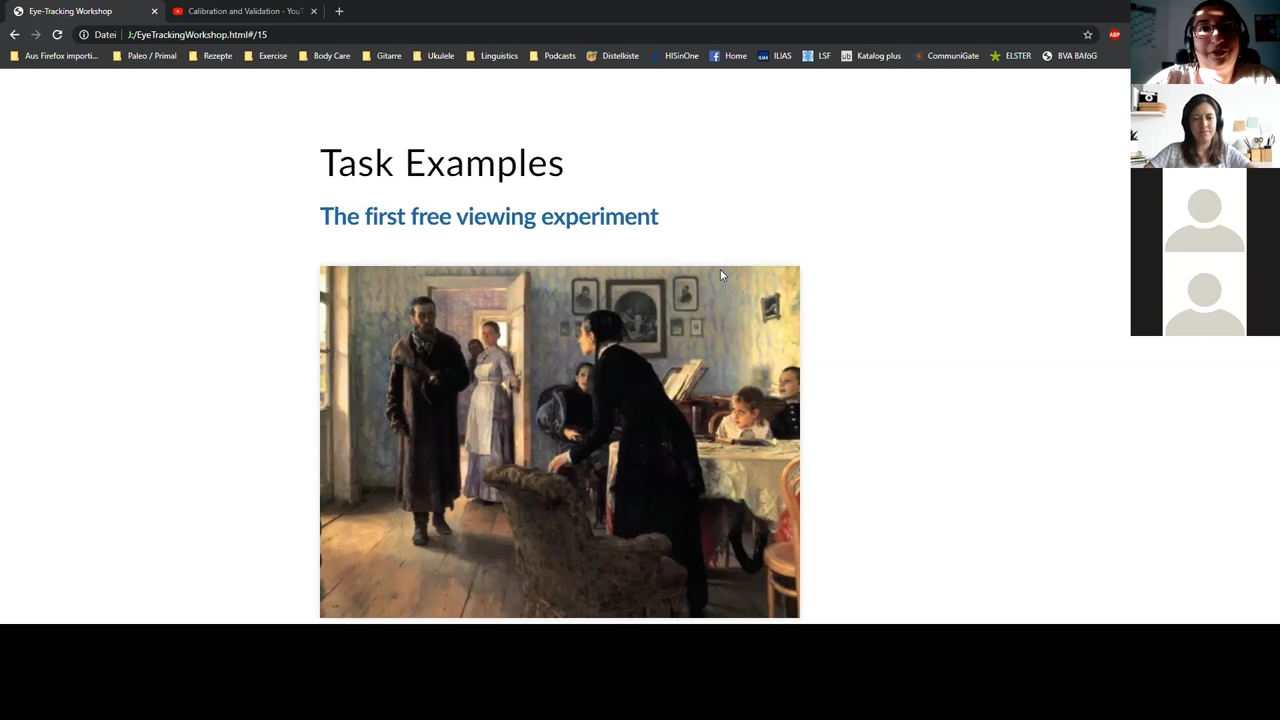 Eye-Tracking Workshop
Calibration and Validation - YouT
Datei
J:/EyeTrackingWorkshop.html#/15
ABP
Aus Firefox importi...
Paleo / Primal
Rezepte
Exercise
Body Care
Gitarre
Ukulele
Linguistics
Podcasts
Distelkiste
HISinOne
Home
ILIAS
LSF
ub Katalog plus
CommuniGate
ELSTER
BVA BAföG
Task Examples
The first free viewing experiment